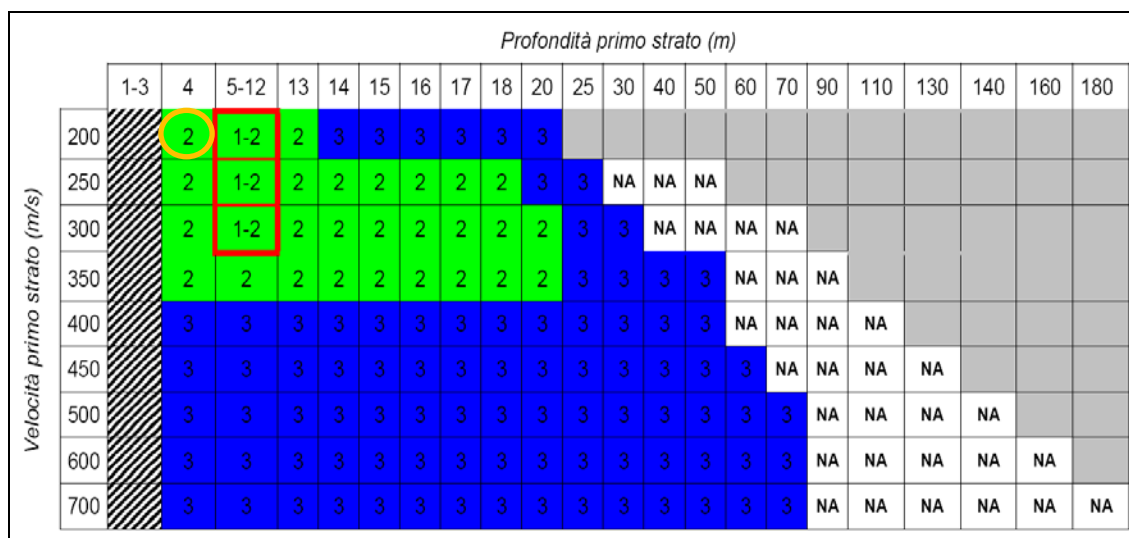 Profondità primo strato (m)
1-3 4 5-12 13 14 15 16 17 18 20 25 30 40 50 60 70 90 110 130 140 160 180
Velocità primo strato (m/s)
200 2 1-2 2 3 3 3 3 3 3
250 2 1-2 2 2 2 2 2 2 3 3 NA NA NA
300 2 1-2 2 2 2 2 2 2 2 3 3 NA NA NA NA
350 2 2 2 2 2 2 2 2 2 3 3 3 3 NA NA NA
400 3 3 3 3 3 3 3 3 3 3 3 3 3 NA NA NA NA
450 3 3 3 3 3 3 3 3 3 3 3 3 3 3 NA NA NA NA
500 3 3 3 3 3 3 3 3 3 3 3 3 3 3 3 NA NA NA NA
600 3 3 3 3 3 3 3 3 3 3 3 3 3 3 3 NA NA NA NA NA
700 3 3 3 3 3 3 3 3 3 3 3 3 3 3 3 NA NA NA NA NA NA